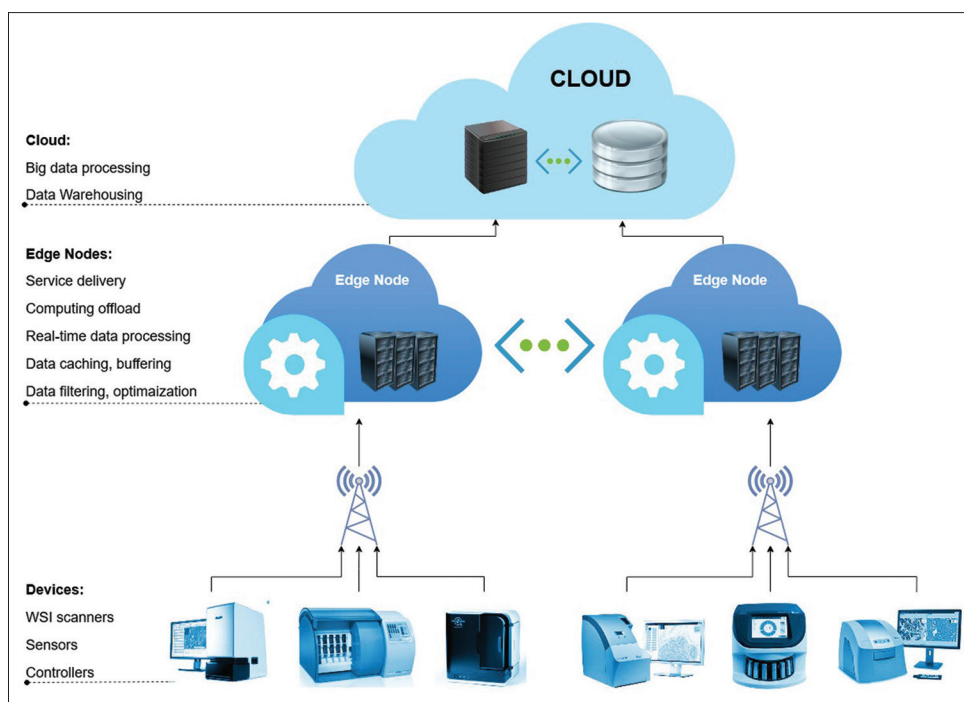 CLOUD
Cloud:
Big data processing
Data Warehousing
Edge Nodes:
Service delivery
Computing offload
Real-time data processing
Data caching, buffering
Data filtering, optimaization
Edge Node
Edge Node
Devices:
WSI scanners
Sensors
Controllers